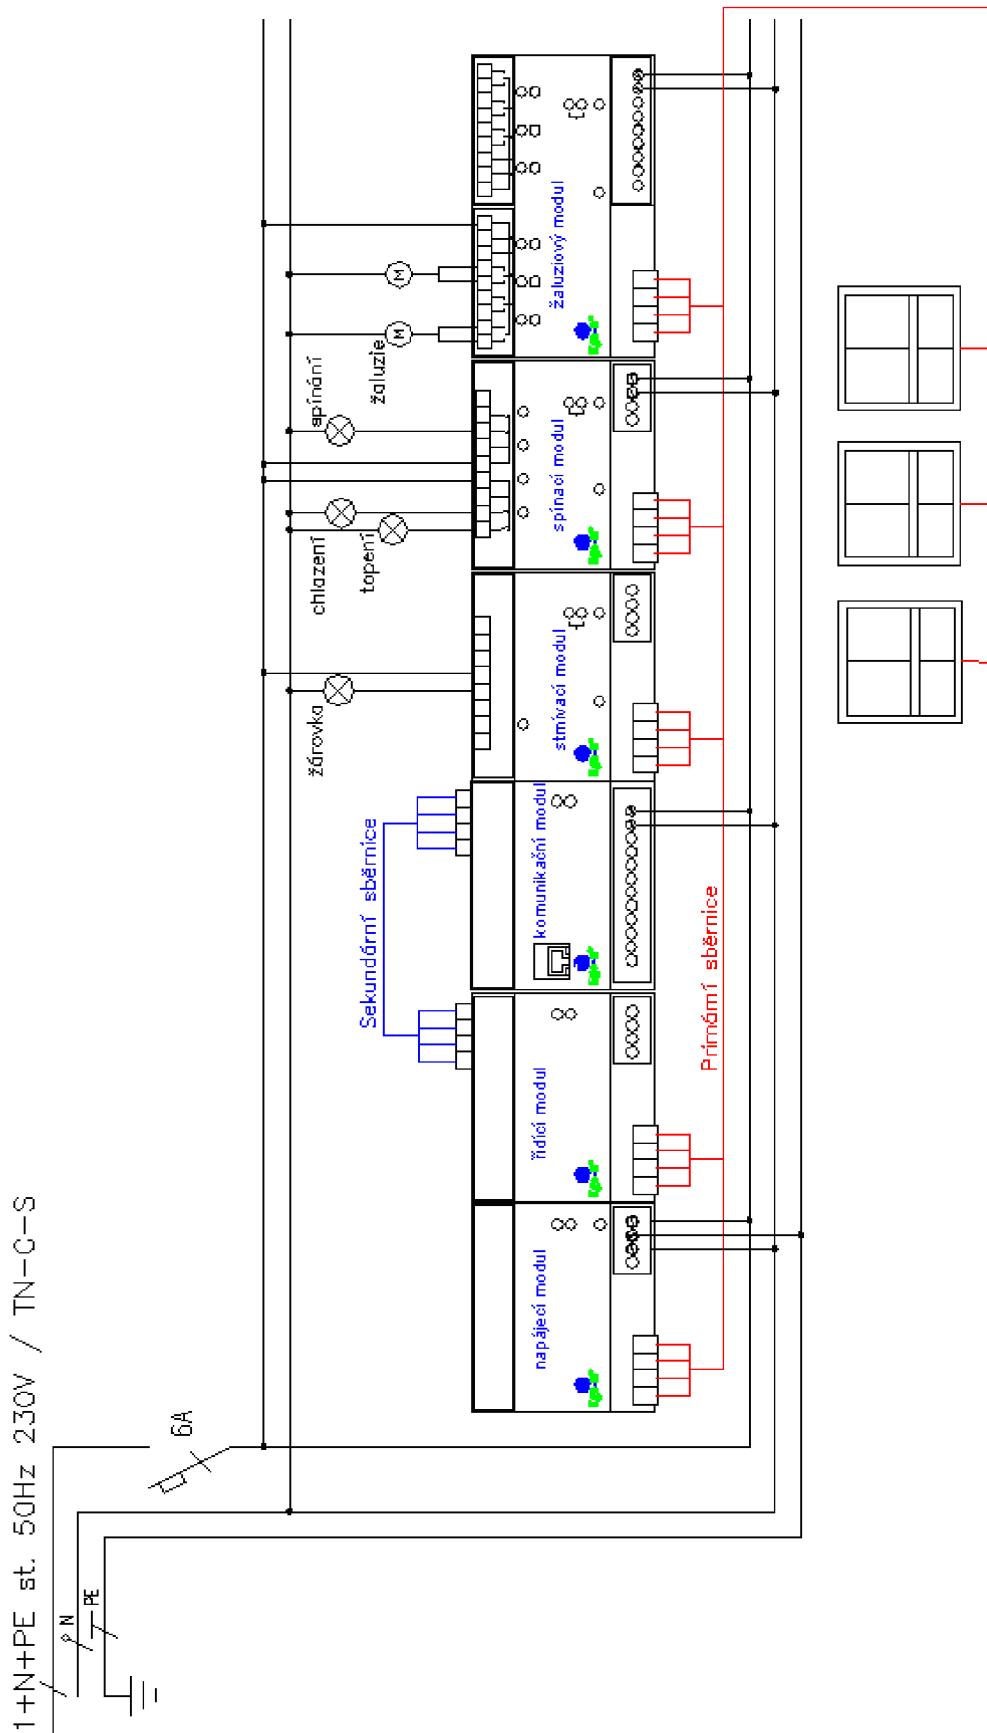 1+N+PE st. 50Hz 230V / TN-C-S
N
PE
6A
Sekundární sběrnice
žárovka
chlazení
topení
spínání
žaluzie
M
M
napájecí modul
řídící modul
komunikační modul
stmívací modul
spínací modul
žaluziový modul
Primární sběrnice